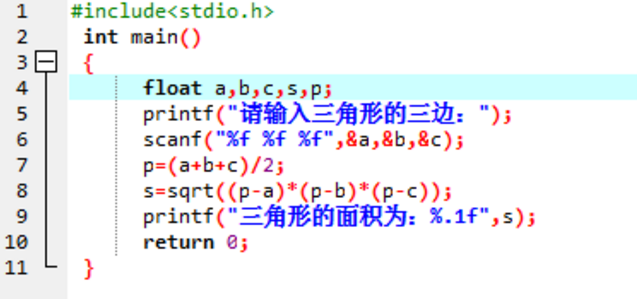 1 #include<stdio.h>
2 int main()
3 {
4 float a,b,c,s,p;
5 printf("请输入三角形的三边：");
6 scanf("%f %f %f",&a,&b,&c);
7 p=(a+b+c)/2;
8 s=sqrt((p-a)*(p-b)*(p-c));
9 printf("三角形的面积为：%.1f",s);
10 return 0;
11 }